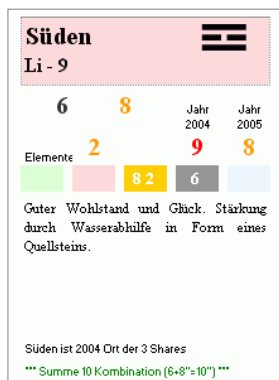 Süden
Li - 9
6 8 Jahr Jahr
2004 2005
Elemente 2 9 8
8 2 6
Guter Wohlstand und Glück. Stärkung
durch Wasserabhilfe in Form eines
Quellsteins.
Süden ist 2004 Ort der 3 Shares
*** Summe 10 Kombination (6+8"=10") ***